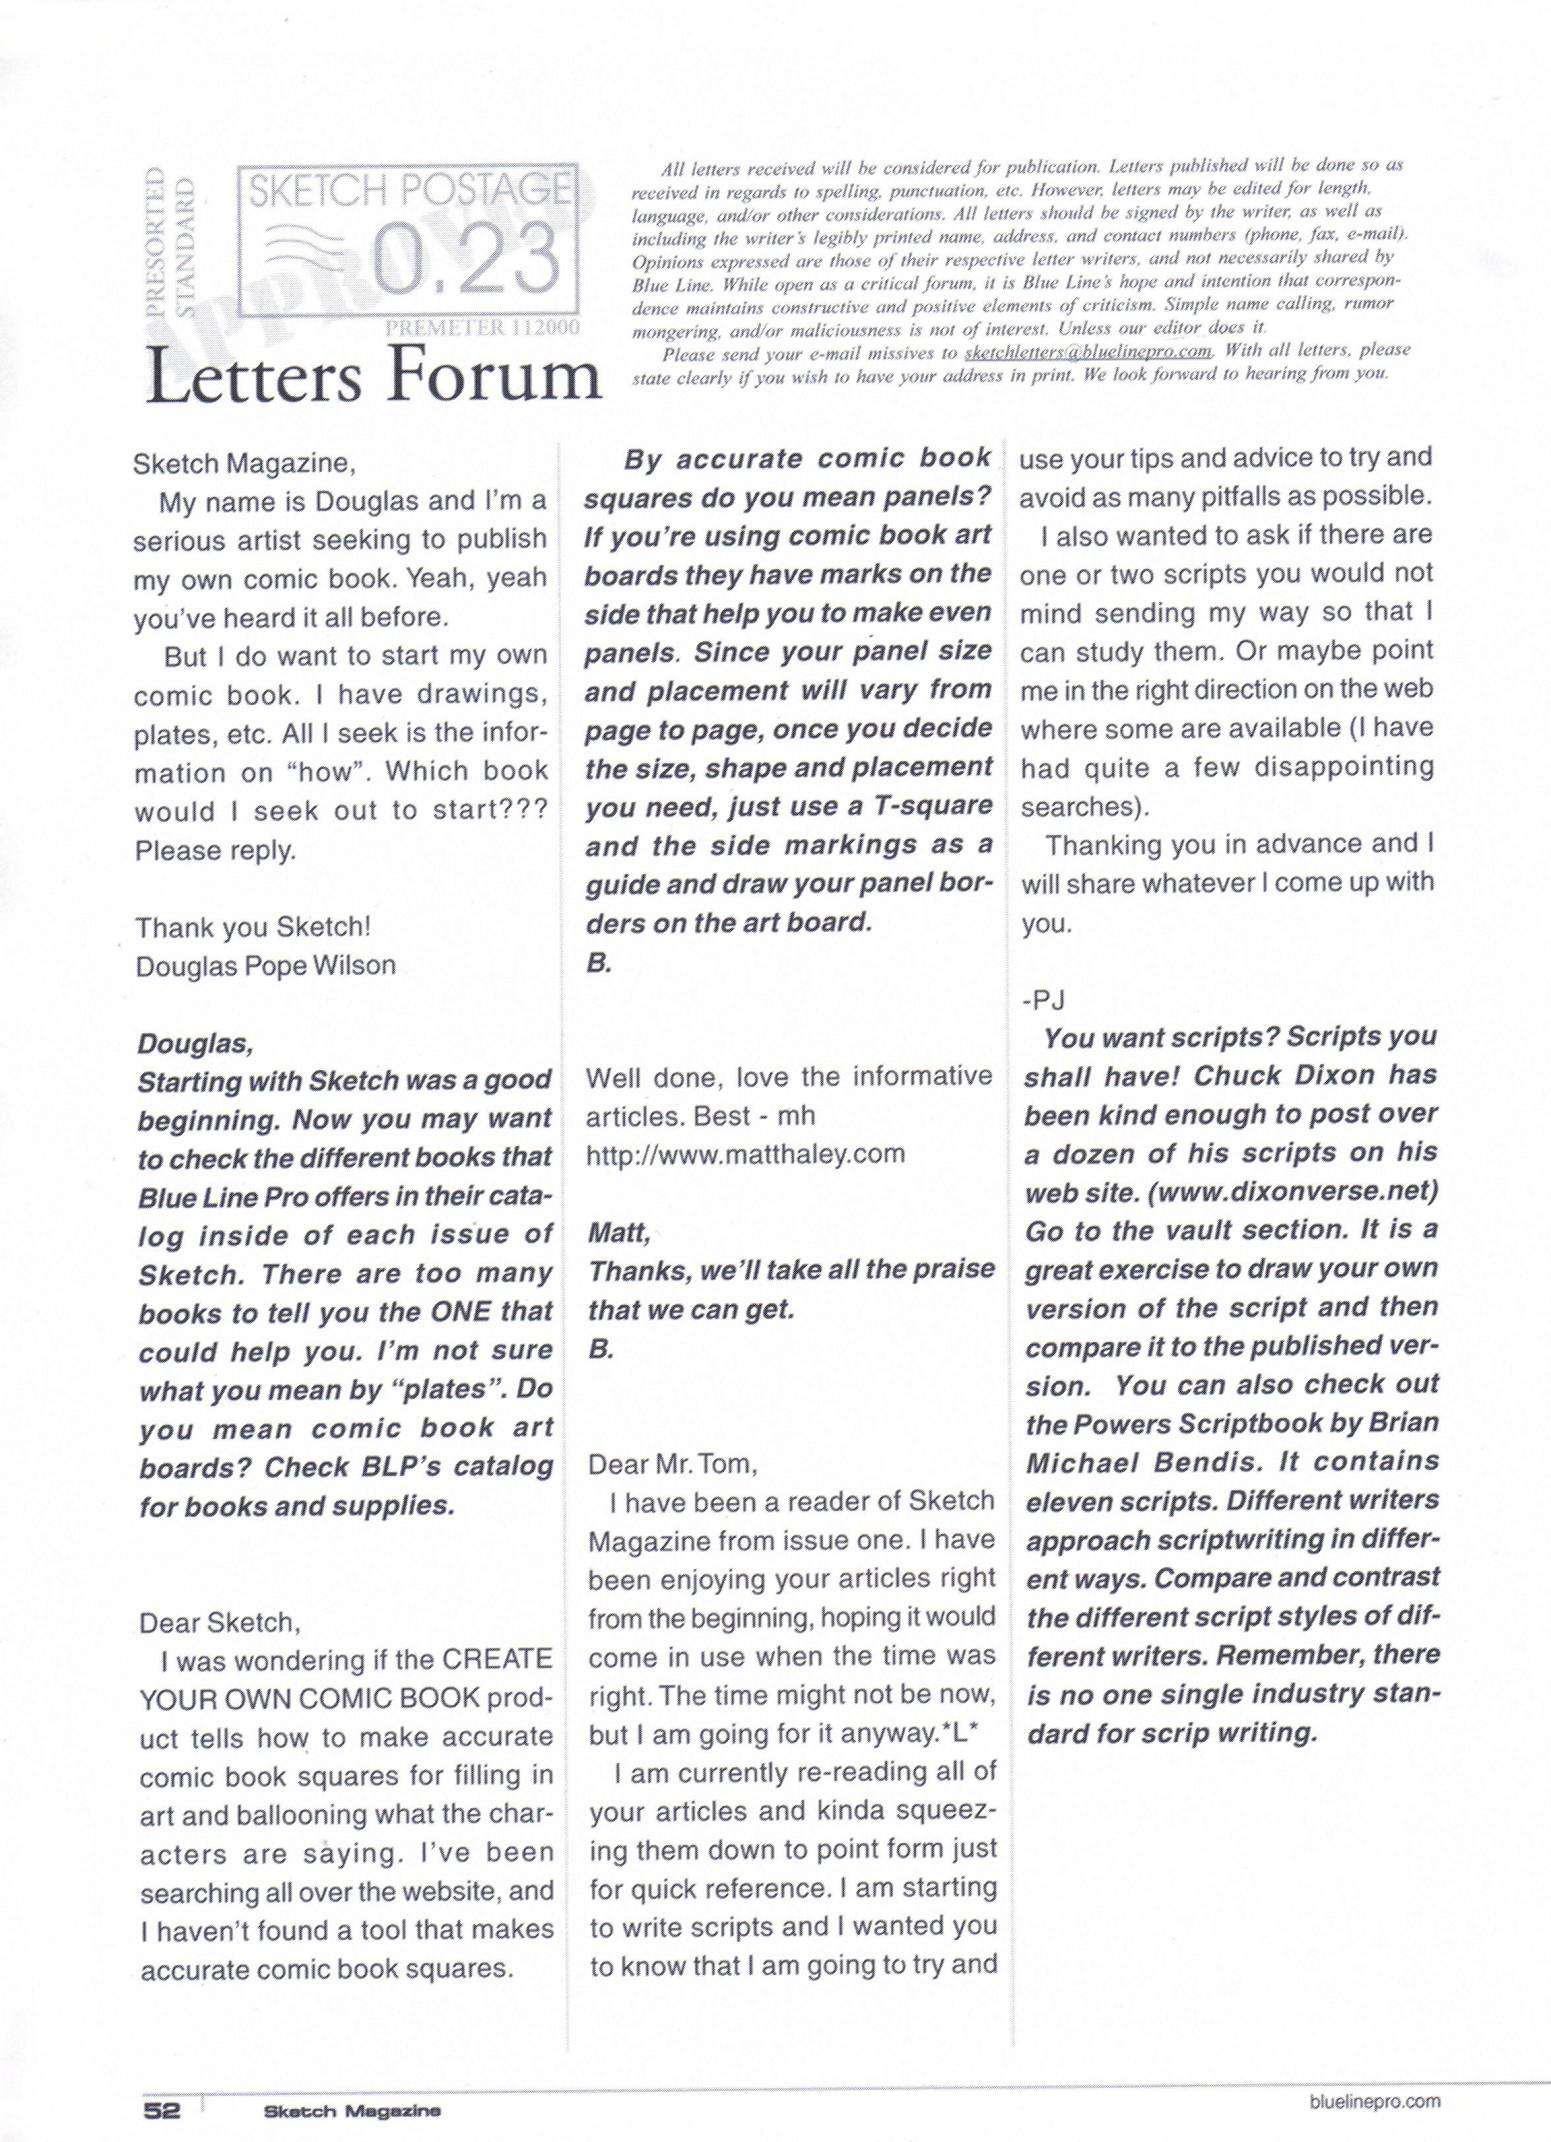 PRESORTED
STANDARD
SKETCH POSTAGE
0.23
APPROVED
PREMETER 112000
Letters Forum
All letters received will be considered for publication. Letters published will be done so as
received in regards to spelling, punctuation, etc. However, letters may be edited for length,
language, and/or other considerations. All letters should be signed by the writer, as well as
including the writer's legibly printed name, address, and contact numbers (phone, fax, e-mail).
Opinions expressed are those of their respective letter writers, and not necessarily shared by
Blue Line. While open as a critical forum, it is Blue Line's hope and intention that correspon-
dence maintains constructive and positive elements of criticism. Simple name calling, rumor
mongering, and/or maliciousness is not of interest. Unless our editor does it.
Please send your e-mail missives to sketchletters@bluelinepro.com. With all letters, please
state clearly if you wish to have your address in print. We look forward to hearing from you.
Sketch Magazine,
My name is Douglas and I'm a
serious artist seeking to publish
my own comic book. Yeah, yeah
you've heard it all before.
But I do want to start my own
comic book. I have drawings,
plates, etc. All I seek is the infor-
mation on “how”. Which book
would I seek out to start???
Please reply.
Thank you Sketch!
Douglas Pope Wilson
Douglas,
Starting with Sketch was a good
beginning. Now you may want
to check the different books that
Blue Line Pro offers in their cata-
log inside of each issue of
Sketch. There are too many
books to tell you the ONE that
could help you. I'm not sure
what you mean by “plates”. Do
you mean comic book art
boards? Check BLP's catalog
for books and supplies.
Dear Sketch,
I was wondering if the CREATE
YOUR OWN COMIC BOOK prod-
uct tells how to make accurate
comic book squares for filling in
art and ballooning what the char-
acters are saying. I've been
searching all over the website, and
I haven't found a tool that makes
accurate comic book squares.
By accurate comic book
squares do you mean panels?
If you're using comic book art
boards they have marks on the
side that help you to make even
panels. Since your panel size
and placement will vary from
page to page, once you decide
the size, shape and placement
you need, just use a T-square
and the side markings as a
guide and draw your panel bor-
ders on the art board.
B.
Well done, love the informative
articles. Best - mh
http://www.matthaley.com
Matt,
Thanks, we'll take all the praise
that we can get.
B.
Dear Mr. Tom,
I have been a reader of Sketch
Magazine from issue one. I have
been enjoying your articles right
from the beginning, hoping it would
come in use when the time was
right. The time might not be now,
but I am going for it anyway.*L*
I am currently re-reading all of
your articles and kinda squeez-
ing them down to point form just
for quick reference. I am starting
to write scripts and I wanted you
to know that I am going to try and
use your tips and advice to try and
avoid as many pitfalls as possible.
I also wanted to ask if there are
one or two scripts you would not
mind sending my way so that I
can study them. Or maybe point
me in the right direction on the web
where some are available (I have
had quite a few disappointing
searches).
Thanking you in advance and I
will share whatever I come up with
you.
-PJ
You want scripts? Scripts you
shall have! Chuck Dixon has
been kind enough to post over
a dozen of his scripts on his
web site. (www.dixonverse.net)
Go to the vault section. It is a
great exercise to draw your own
version of the script and then
compare it to the published ver-
sion. You can also check out
the Powers Scriptbook by Brian
Michael Bendis. It contains
eleven scripts. Different writers
approach scriptwriting in differ-
ent ways. Compare and contrast
the different script styles of dif-
ferent writers. Remember, there
is no one single industry stan-
dard for scrip writing.
52
Sketch Magazine
bluelinepro.com